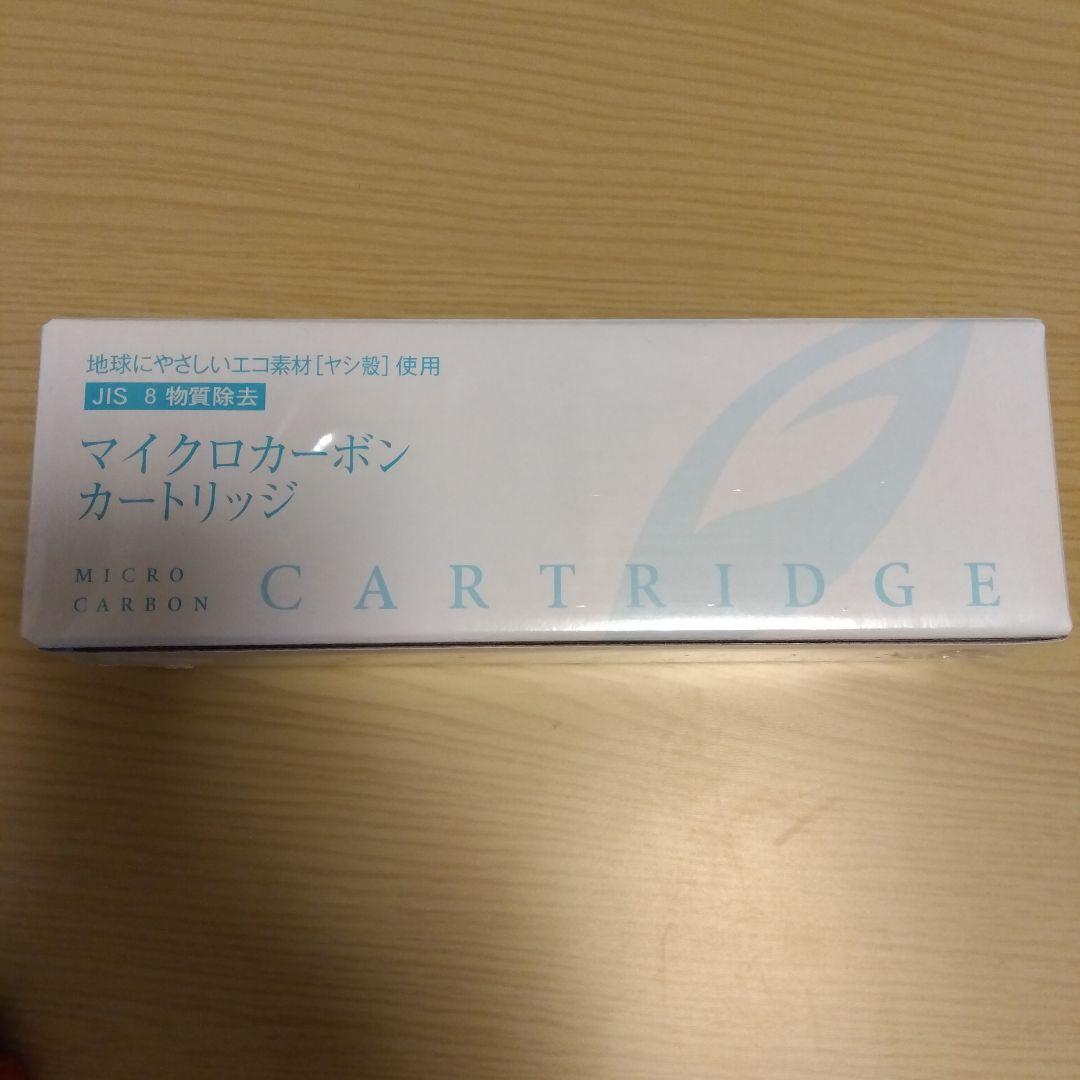 地球にやさしいエコ素材[ヤシ殻]使用
JIS 8 物質除去
マイクロカーボン
カートリッジ
MICRO
CARBON
CARTRIDGE